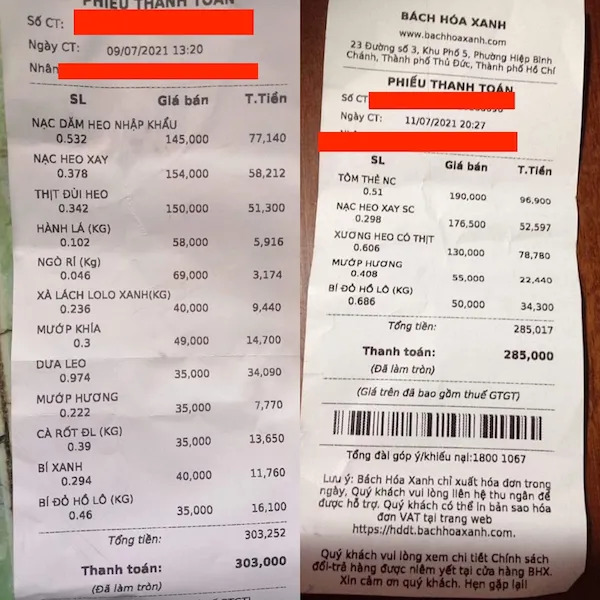 PHIẾU THANH TOÁN
Số CT:
Ngày CT: 09/07/2021 13:20
Nhân
SL Giá bán T.Tiền
NẠC DĂM HEO NHẬP KHẨU
0.532 145,000 77,140
NẠC HEO XAY
0.378 154,000 58,212
THỊT ĐÙI HEO
0.342 150,000 51,300
HÀNH LÁ (KG)
0.102 58,000 5,916
NGÒ RÍ (Kg)
0.046 69,000 3,174
XÀ LÁCH LOLO XANH(KG)
0.236 40,000 9,440
MƯỚP KHÍA
0.3 49,000 14,700
DƯA LEO
0.974 35,000 34,090
MƯỚP HƯƠNG
0.222 35,000 7,770
CÀ RỐT ĐL (KG)
0.39 35,000 13,650
BÍ XANH
0.294 40,000 11,760
BÍ ĐỎ HỒ LÔ (KG)
0.46 35,000 16,100
Tổng tiền: 303,252
Thanh toán: 303,000
(Đã làm tròn)
BÁCH HÓA XANH
www.bachhoaxanh.com
23 Đường số 3, Khu Phố 5, Phường Hiệp Bình
Chánh, Thành phố Thủ Đức, Thành phố Hồ Chí
PHIẾU THANH TOÁN
Số CT
Ngày CT: 11/07/2021 20:27
SL Giá bán T.Tiền
TÔM THẺ NC
0.51 190,000 96,900
NẠC HEO XAY SC
0.298 176,500 52,597
XƯƠNG HEO CÓ THỊT
0.606 130,000 78,780
MƯỚP HƯƠNG
0.408 55,000 22,440
BÍ ĐỎ HỒ LÔ (KG)
0.686 50,000 34,300
Tổng tiền: 285,017
Thanh toán: 285,000
(Đã làm tròn)
(Giá trên đã bao gồm thuế GTGT)
Tổng đài góp ý/khiếu nại:1800 1067
Lưu ý: Bách Hóa Xanh chỉ xuất hóa đơn trong
ngày, Quý khách vui lòng liên hệ thu ngân để
được hỗ trợ. Quý khách có thể in bản sao hóa
đơn VAT tại trang web
https://hddt.bachhoaxanh.com.
Quý khách vui lòng xem chi tiết Chính sách
đổi-trả hàng được niêm yết tại cửa hàng BHX.
Xin cảm ơn quý khách. Hẹn gặp lại!